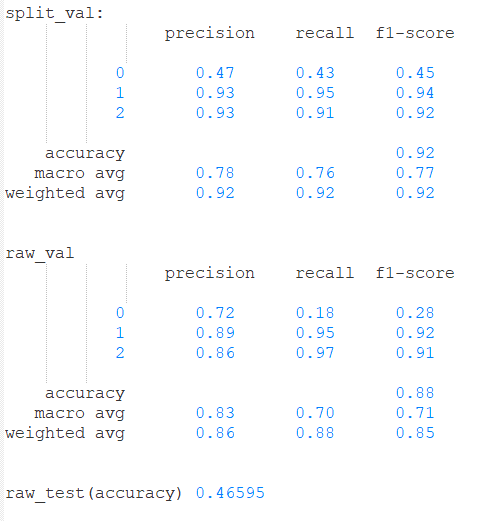 split_val:
precision recall f1-score
0 0.47 0.43 0.45
1 0.93 0.95 0.94
2 0.93 0.91 0.92
accuracy 0.92
macro avg 0.78 0.76 0.77
weighted avg 0.92 0.92 0.92
raw_val
precision recall f1-score
0 0.72 0.18 0.28
1 0.89 0.95 0.92
2 0.86 0.97 0.91
accuracy 0.88
macro avg 0.83 0.70 0.71
weighted avg 0.86 0.88 0.85
raw_test(accuracy) 0.46595